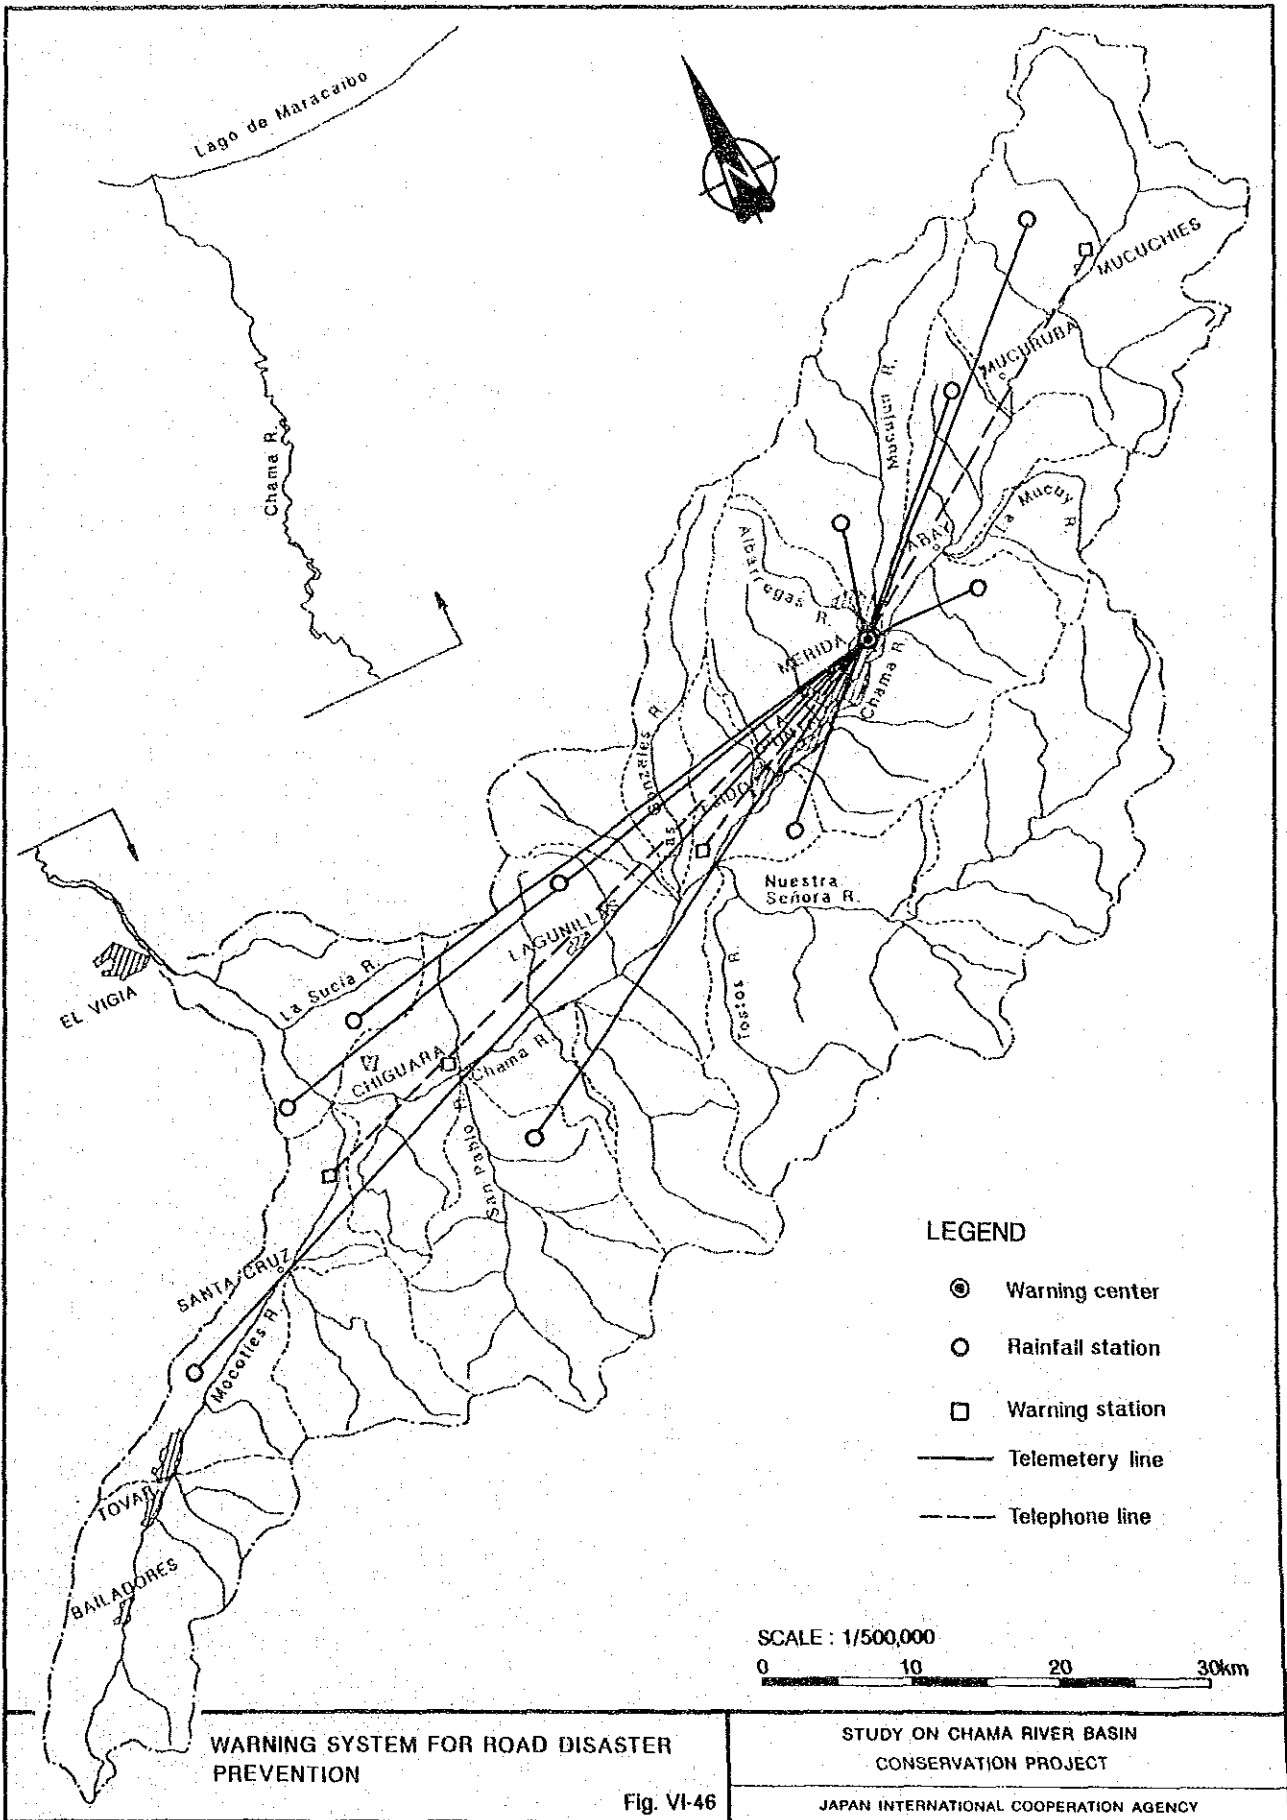 Lago de Maracaibo
Chama R.
N
MUCUCHIES
MUCURUBA
Mucujun R.
La Mucuy R.
Albarregas R.
MERIDA
Chama R.
Nuestra
Señora R.
LAGUNILLAS
La Sucia R.
EL VIGIA
CHIGUARA
Chama R.
San Pablo R.
SANTA CRUZ
Mocoties R.
TOVAR
BAILADORES
LEGEND
Warning center
Rainfall station
Warning station
Telemetery line
Telephone line
SCALE : 1/500,000
0 10 20 30km
WARNING SYSTEM FOR ROAD DISASTER
PREVENTION
Fig. VI-46
STUDY ON CHAMA RIVER BASIN
CONSERVATION PROJECT
JAPAN INTERNATIONAL COOPERATION AGENCY